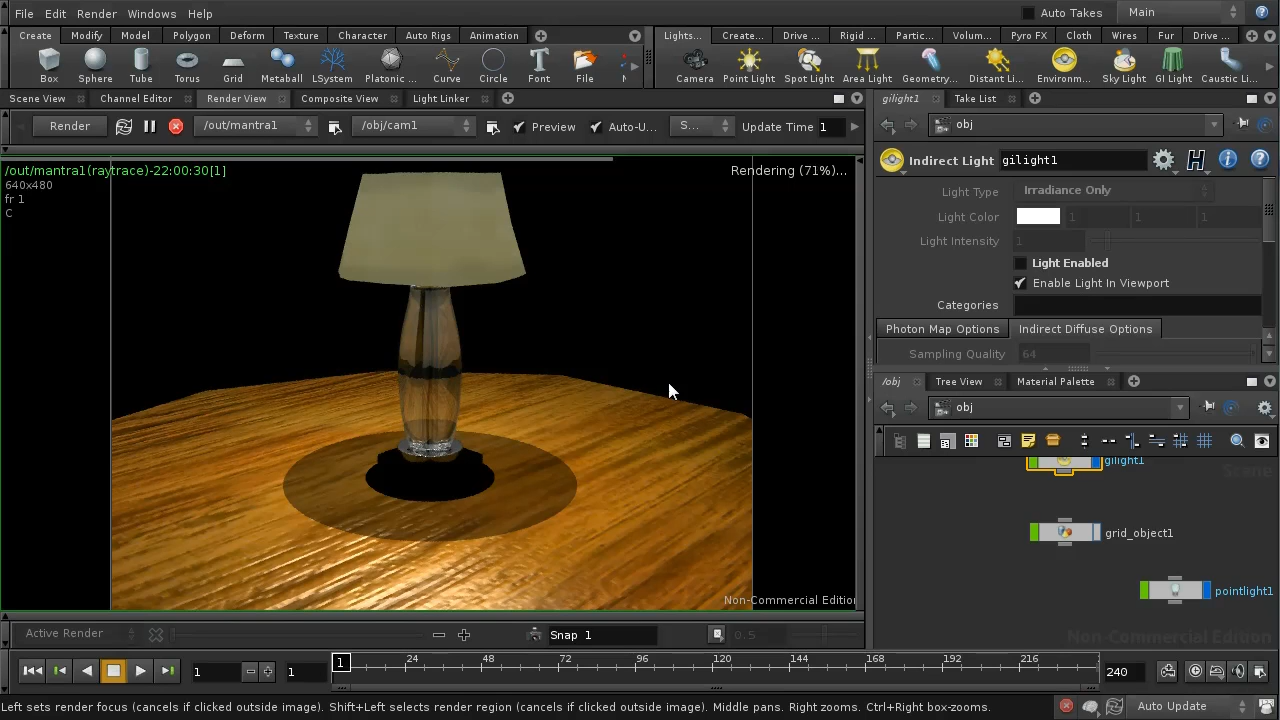 File Edit Render Windows Help
Auto Takes Main
Create Modify Model Polygon Deform Texture Character Auto Rigs Animation
Lights... Create... Drive ... Rigid ... Partic... Volum... Pyro FX Cloth Wires Fur Drive ...
Box Sphere Tube Torus Grid Metaball LSystem Platonic ... Curve Circle Font File
Camera Point Light Spot Light Area Light Geometry... Distant Li... Environm... Sky Light GI Light Caustic Li...
Scene View Channel Editor Render View Composite View Light Linker
gilight1 Take List
Render /out/mantra1 /obj/cam1 Preview Auto-U... S... Update Time 1
obj
/out/mantra1(raytrace)-22:00:30[1]
Rendering (71%)...
640x480
fr 1
C
Indirect Light gilight1
Light Type Irradiance Only
Light Color 1 1 1
Light Intensity 1
Light Enabled
Enable Light In Viewport
Categories
Photon Map Options Indirect Diffuse Options
Sampling Quality 64
/obj Tree View Material Palette
obj
gilight1
Scene
grid_object1
pointlight1
Non-Commercial Editio
Non-Commercial Edition
Active Render Snap 1 0.5
1 1 1 24 48 72 96 120 144 168 192 216 240
Left sets render focus (cancels if clicked outside image). Shift+Left selects render region (cancels if clicked outside image). Middle pans. Right zooms. Ctrl+Right box-zooms.
Auto Update